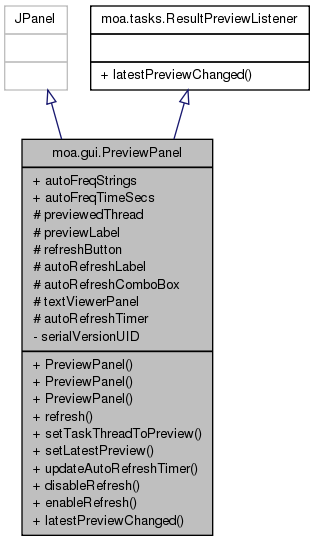 JPanel
moa.tasks.ResultPreviewListener
+ latestPreviewChanged()
moa.gui.PreviewPanel
+ autoFreqStrings
+ autoFreqTimeSecs
# previewedThread
# previewLabel
# refreshButton
# autoRefreshLabel
# autoRefreshComboBox
# textViewerPanel
# autoRefreshTimer
- serialVersionUID
+ PreviewPanel()
+ PreviewPanel()
+ PreviewPanel()
+ refresh()
+ setTaskThreadToPreview()
+ setLatestPreview()
+ updateAutoRefreshTimer()
+ disableRefresh()
+ enableRefresh()
+ latestPreviewChanged()